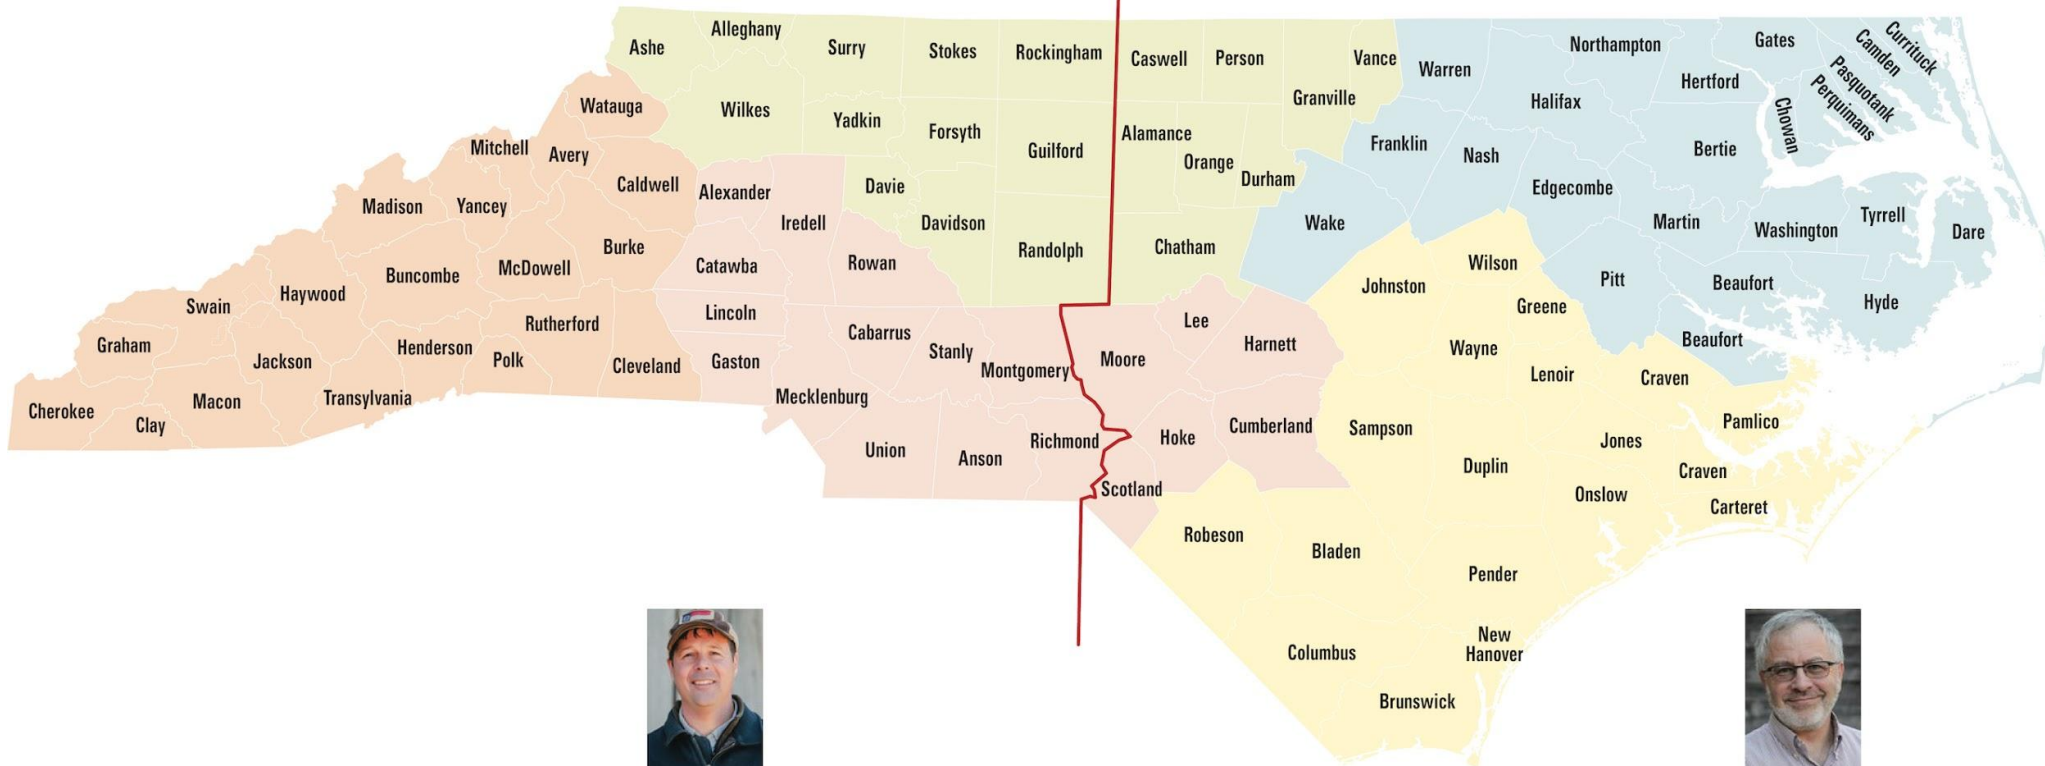 Ashe
Alleghany
Surry
Stokes
Rockingham
Caswell
Person
Granville
Vance
Warren
Northampton
Gates
Camden
Currituck
Pasquotank
Perquimans
Chowan
Hertford
Halifax
Bertie
Watauga
Wilkes
Yadkin
Forsyth
Guilford
Alamance
Orange
Durham
Franklin
Nash
Edgecombe
Mitchell
Avery
Caldwell
Alexander
Davie
Madison
Yancey
Iredell
Davidson
Randolph
Chatham
Wake
Martin
Washington
Tyrrell
Dare
Burke
Buncombe
McDowell
Catawba
Rowan
Wilson
Johnston
Pitt
Beaufort
Hyde
Haywood
Swain
Lincoln
Greene
Rutherford
Cabarrus
Lee
Harnett
Graham
Jackson
Henderson
Polk
Cleveland
Gaston
Stanly
Montgomery
Moore
Wayne
Lenoir
Beaufort
Craven
Cherokee
Clay
Macon
Transylvania
Mecklenburg
Union
Anson
Richmond
Hoke
Cumberland
Sampson
Duplin
Jones
Pamlico
Craven
Onslow
Carteret
Scotland
Robeson
Bladen
Pender
Columbus
New
Hanover
Brunswick